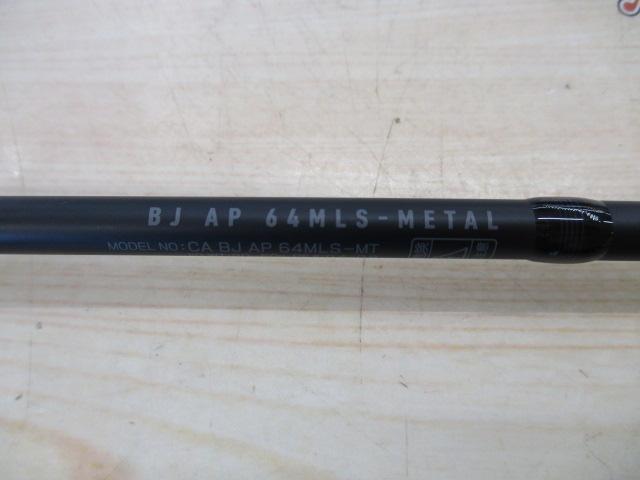 BJ AP 64MLS-METAL
MODEL NO:CA BJ AP 64MLS-MT